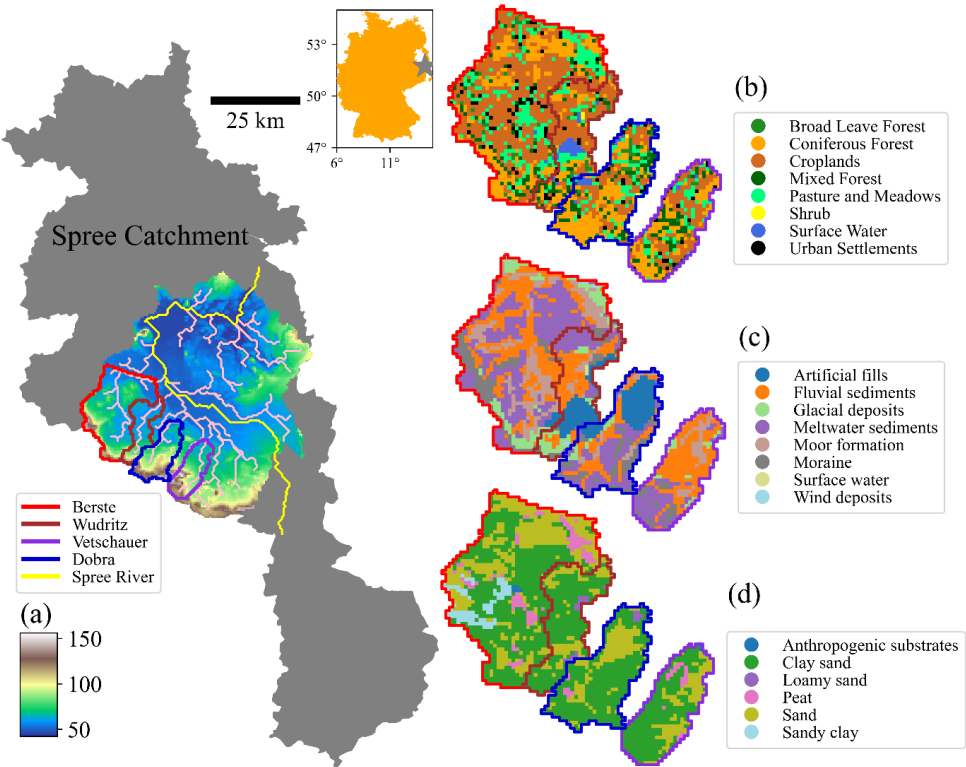 53°
50°
47°
6°
11°
25 km
Spree Catchment
Berste
Wudritz
Vetschauer
Dobra
Spree River
(a)
150
100
50
(b)
Broad Leave Forest
Coniferous Forest
Croplands
Mixed Forest
Pasture and Meadows
Shrub
Surface Water
Urban Settlements
(c)
Artificial fills
Fluvial sediments
Glacial deposits
Meltwater sediments
Moor formation
Moraine
Surface water
Wind deposits
(d)
Anthropogenic substrates
Clay sand
Loamy sand
Peat
Sand
Sandy clay